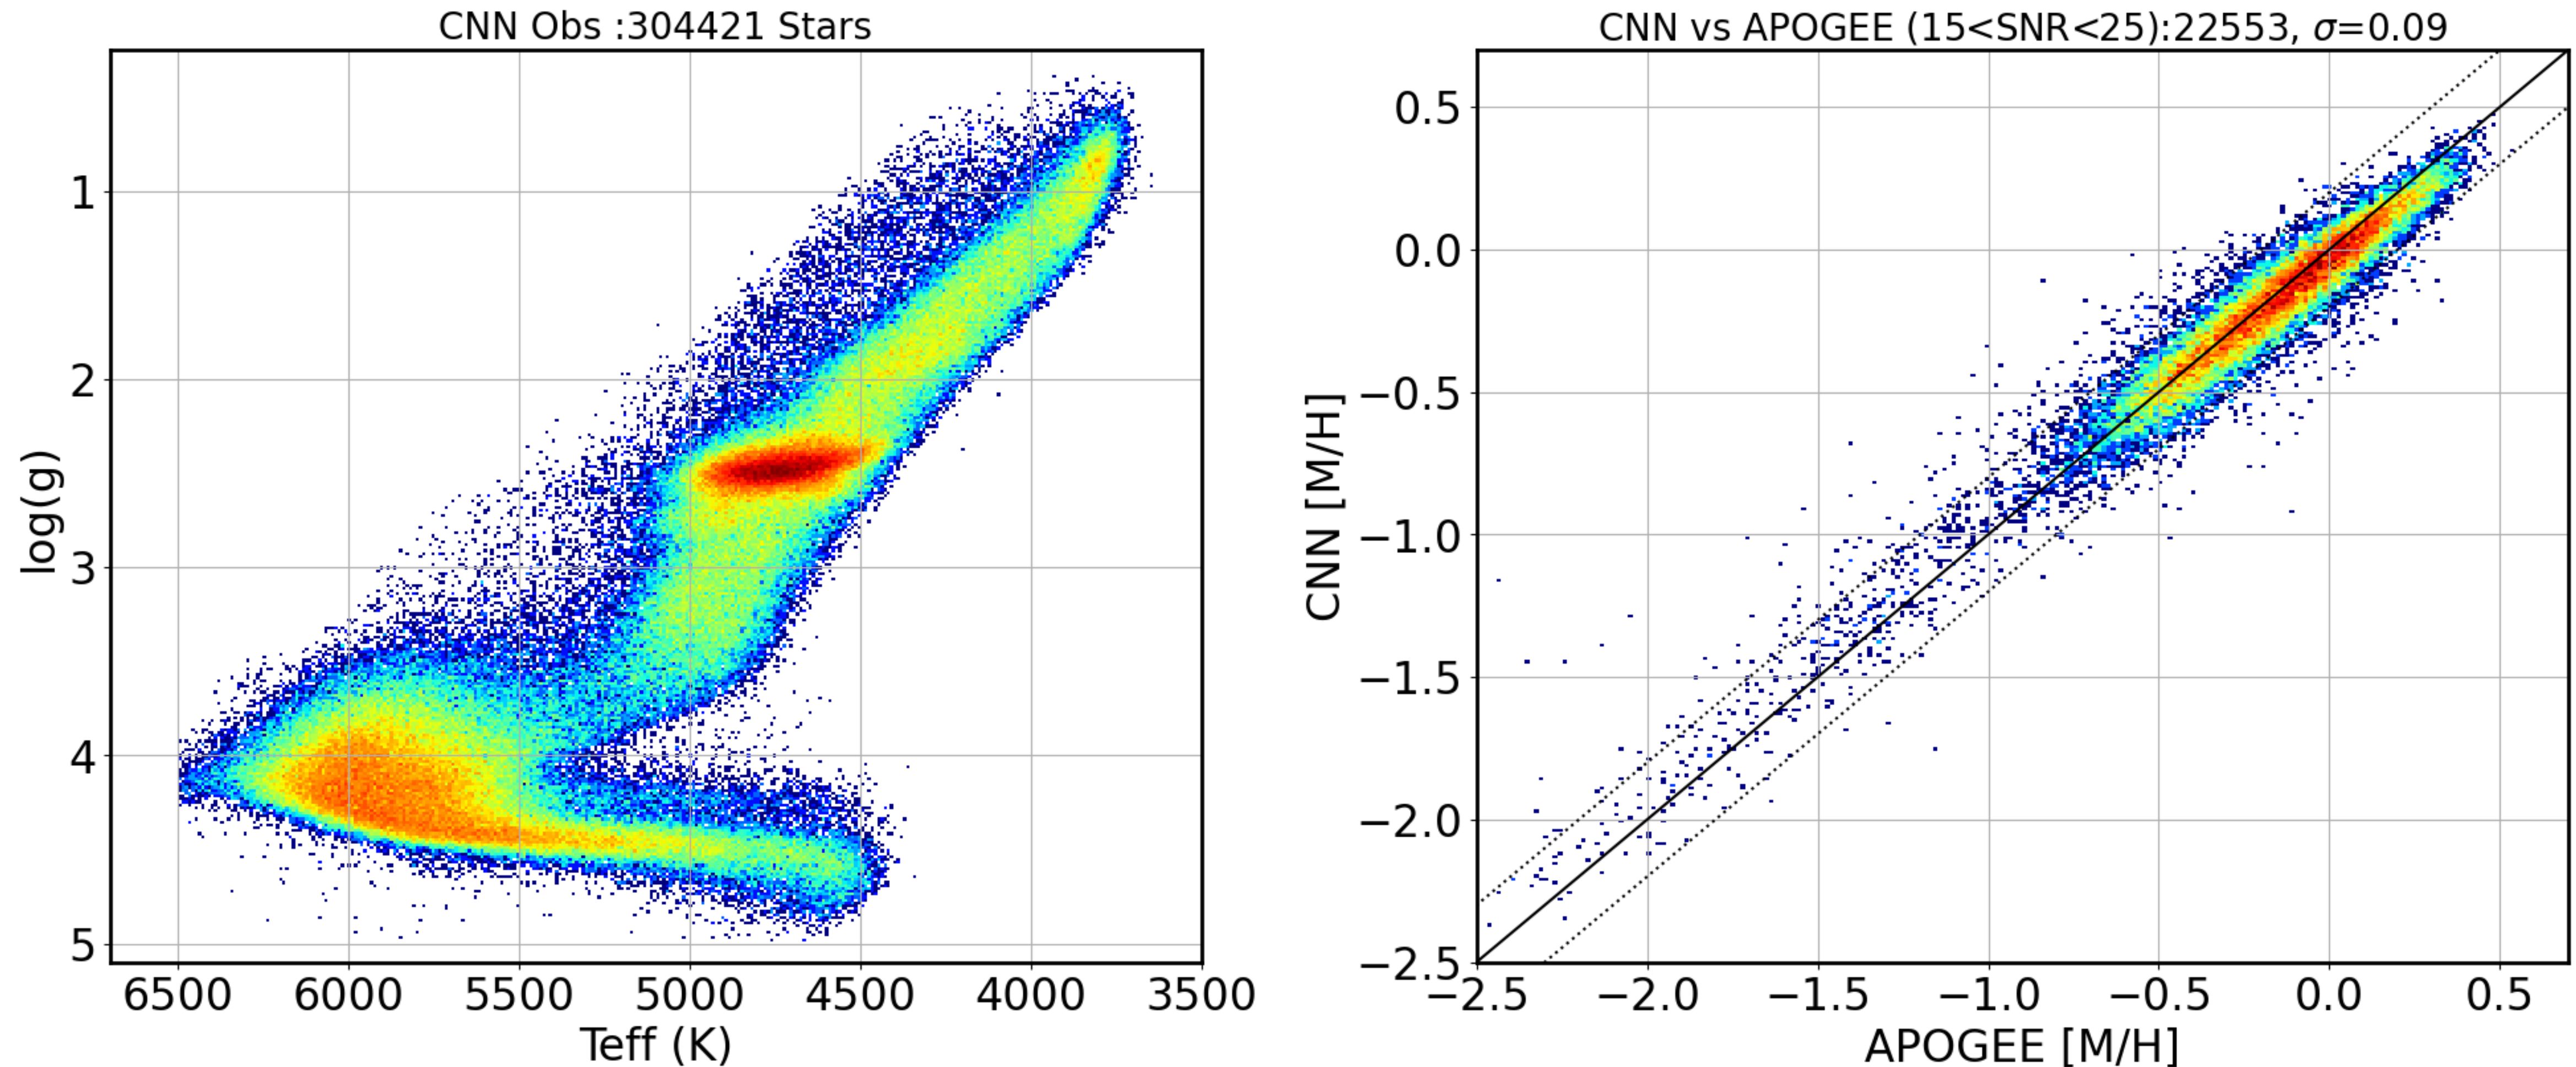 CNN Obs :304421 Stars
log(g)
1
2
3
4
5
6500 6000 5500 5000 4500 4000 3500
Teff (K)
CNN vs APOGEE (15<SNR<25):22553, σ=0.09
CNN [M/H]
0.5
0.0
−0.5
−1.0
−1.5
−2.0
−2.5
−2.5 −2.0 −1.5 −1.0 −0.5 0.0 0.5
APOGEE [M/H]